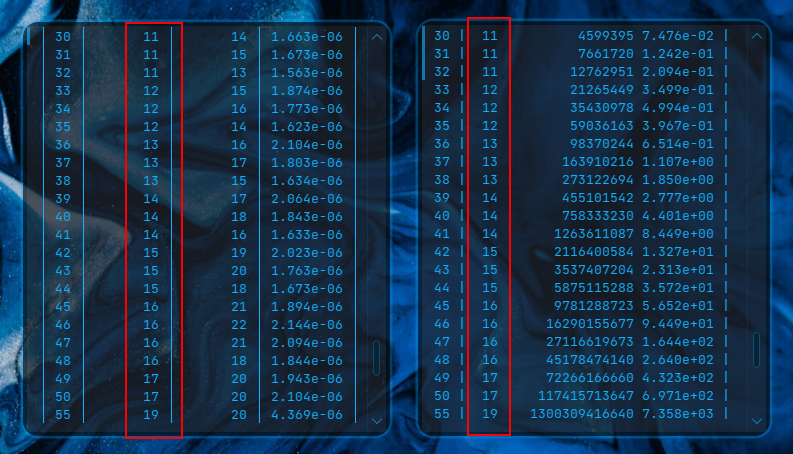 30 | 11 | 14 | 1.663e-06
31 | 11 | 15 | 1.673e-06
32 | 11 | 13 | 1.563e-06
33 | 12 | 15 | 1.874e-06
34 | 12 | 16 | 1.773e-06
35 | 12 | 14 | 1.623e-06
36 | 13 | 16 | 2.104e-06
37 | 13 | 17 | 1.803e-06
38 | 13 | 15 | 1.634e-06
39 | 14 | 17 | 2.064e-06
40 | 14 | 18 | 1.843e-06
41 | 14 | 16 | 1.633e-06
42 | 15 | 19 | 2.023e-06
43 | 15 | 20 | 1.763e-06
44 | 15 | 18 | 1.673e-06
45 | 16 | 21 | 1.894e-06
46 | 16 | 22 | 2.144e-06
47 | 16 | 21 | 2.094e-06
48 | 16 | 18 | 1.844e-06
49 | 17 | 20 | 1.943e-06
50 | 17 | 20 | 2.104e-06
55 | 19 | 20 | 4.369e-06
30 | 11 | 4599395 7.476e-02 |
31 | 11 | 7661720 1.242e-01 |
32 | 11 | 12762951 2.094e-01 |
33 | 12 | 21265449 3.499e-01 |
34 | 12 | 35430978 4.994e-01 |
35 | 12 | 59036163 3.967e-01 |
36 | 13 | 98370244 6.514e-01 |
37 | 13 | 163910216 1.107e+00 |
38 | 13 | 273122694 1.850e+00 |
39 | 14 | 455101542 2.777e+00 |
40 | 14 | 758333230 4.401e+00 |
41 | 14 | 1263611087 8.449e+00 |
42 | 15 | 2116400584 1.327e+01 |
43 | 15 | 3537407204 2.313e+01 |
44 | 15 | 5875115288 3.572e+01 |
45 | 16 | 9781288723 5.652e+01 |
46 | 16 | 16290155677 9.449e+01 |
47 | 16 | 27116619673 1.644e+02 |
48 | 16 | 45178474140 2.640e+02 |
49 | 17 | 72266166660 4.323e+02 |
50 | 17 | 117415713647 6.971e+02 |
55 | 19 | 1300309416640 7.358e+03 |